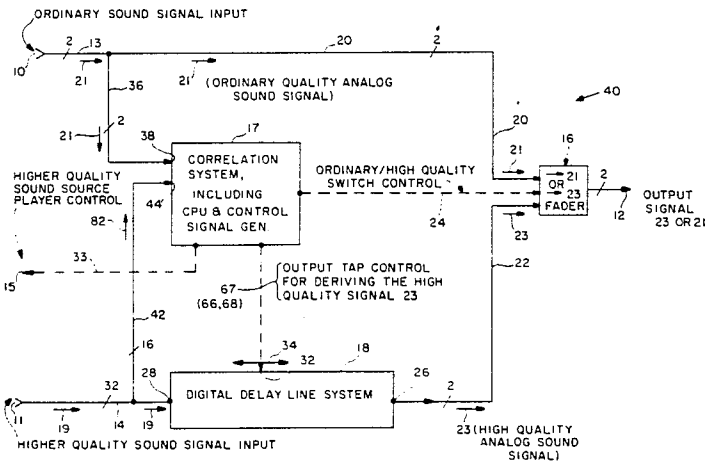 ORDINARY SOUND SIGNAL INPUT
2
13
20
2
10
21
21
(ORDINARY QUALITY ANALOG
SOUND SIGNAL)
36
40
21
2
38
17
20
16
HIGHER QUALITY
SOUND SOURCE
PLAYER CONTROL
CORRELATION
SYSTEM,
INCLUDING
CPU & CONTROL
SIGNAL GEN.
ORDINARY/HIGH QUALITY
SWITCH CONTROL
21
21
OR
23
FADER
2
82
44
24
12
OUTPUT
SIGNAL
23 OR 21
23
33
15
22
67
(66,68)
OUTPUT TAP CONTROL
FOR DERIVING THE HIGH
QUALITY SIGNAL 23
42
16
34
32
18
32
28
DIGITAL DELAY LINE SYSTEM
26
2
11
19
14
19
23 (HIGH QUALITY
ANALOG SOUND
SIGNAL)
HIGHER QUALITY SOUND SIGNAL INPUT